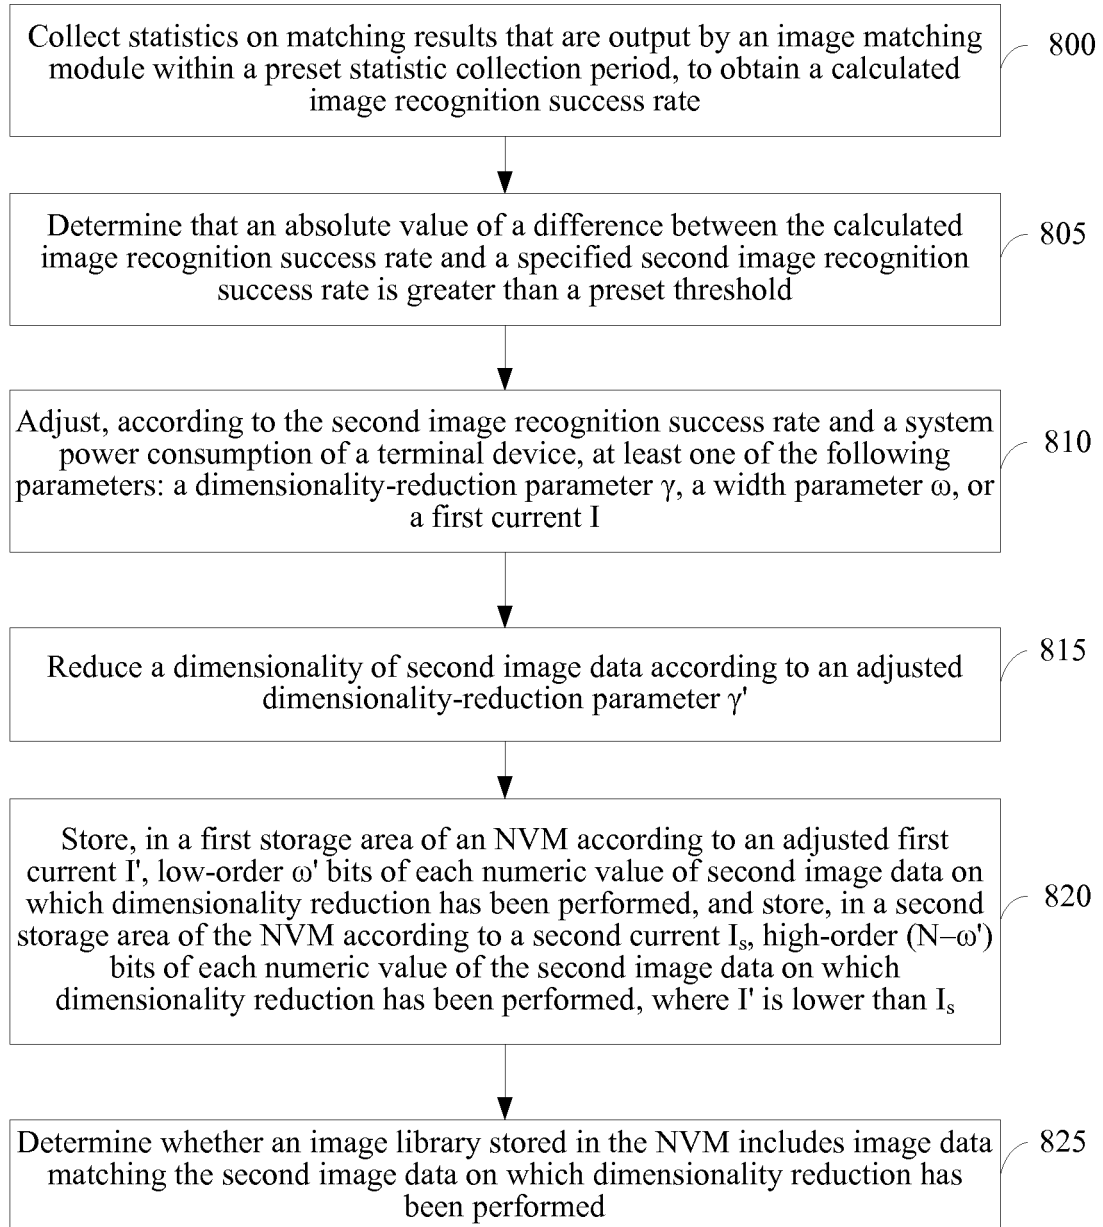 Collect statistics on matching results that are output by an image matching
module within a preset statistic collection period, to obtain a calculated
image recognition success rate
800
Determine that an absolute value of a difference between the calculated
image recognition success rate and a specified second image recognition
success rate is greater than a preset threshold
805
Adjust, according to the second image recognition success rate and a system
power consumption of a terminal device, at least one of the following
parameters: a dimensionality-reduction parameter γ, a width parameter ω, or
a first current I
810
Reduce a dimensionality of second image data according to an adjusted
dimensionality-reduction parameter γ'
815
Store, in a first storage area of an NVM according to an adjusted first
current I', low-order ω' bits of each numeric value of second image data on
which dimensionality reduction has been performed, and store, in a second
storage area of the NVM according to a second current Iₛ, high-order (N–ω')
bits of each numeric value of the second image data on which
dimensionality reduction has been performed, where I' is lower than Iₛ
820
Determine whether an image library stored in the NVM includes image data
matching the second image data on which dimensionality reduction has
been performed
825